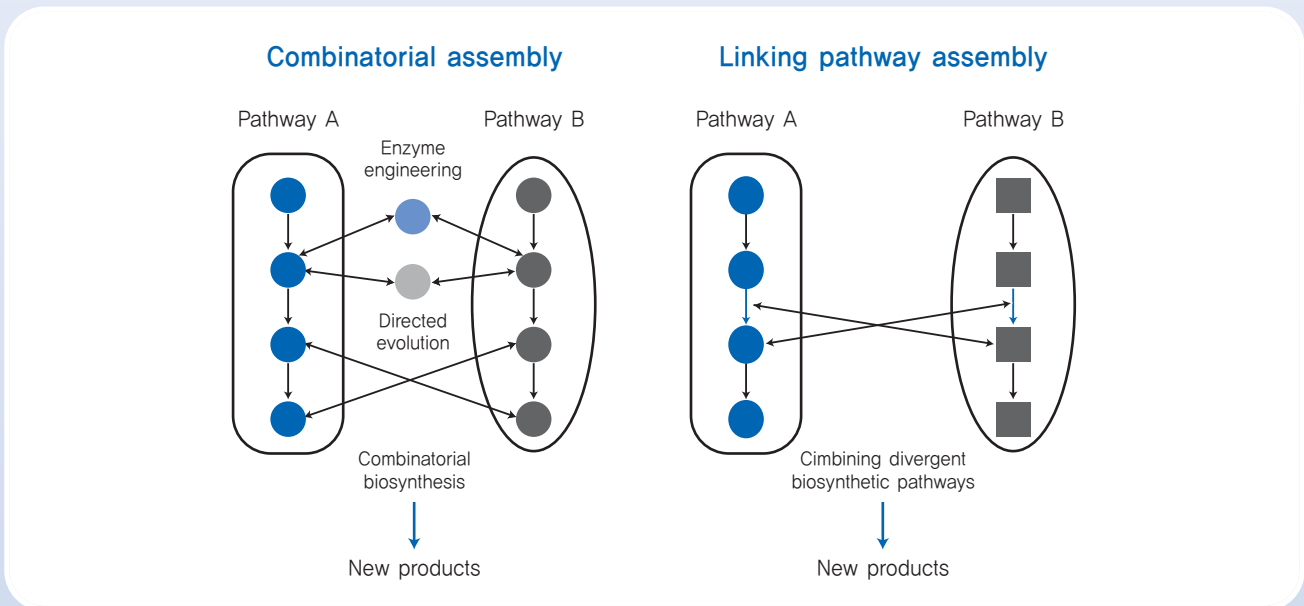 Combinatorial assembly
Pathway A
Pathway B
Enzyme
engineering
Directed
evolution
Combinatorial
biosynthesis
New products
Linking pathway assembly
Pathway A
Pathway B
Cimbining divergent
biosynthetic pathways
New products